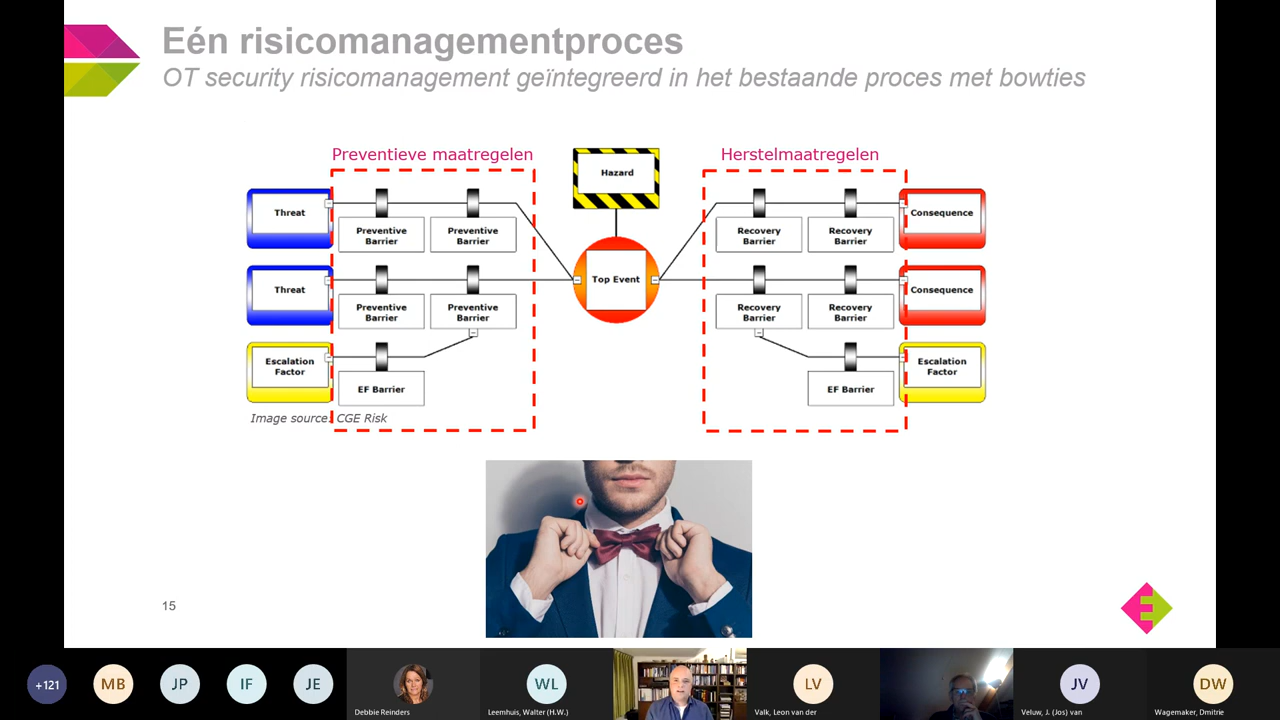 Eén risicomanagementproces
OT security risicomanagement geïntegreerd in het bestaande proces met bowties
Preventieve maatregelen
Herstelmaatregelen
Hazard
Threat
Preventive
Barrier
Preventive
Barrier
Recovery
Barrier
Recovery
Barrier
Consequence
Top Event
Threat
Preventive
Barrier
Preventive
Barrier
Recovery
Barrier
Recovery
Barrier
Consequence
Escalation
Factor
EF Barrier
EF Barrier
Escalation
Factor
Image source: CGE Risk
15
+121
MB
JP
IF
JE
Debbie Reinders
WL
Leemhuis, Walter (H.W.)
LV
Valk, Leon van der
JV
Veluw, J. (Jos) van
DW
Wagemaker, Dmitrie